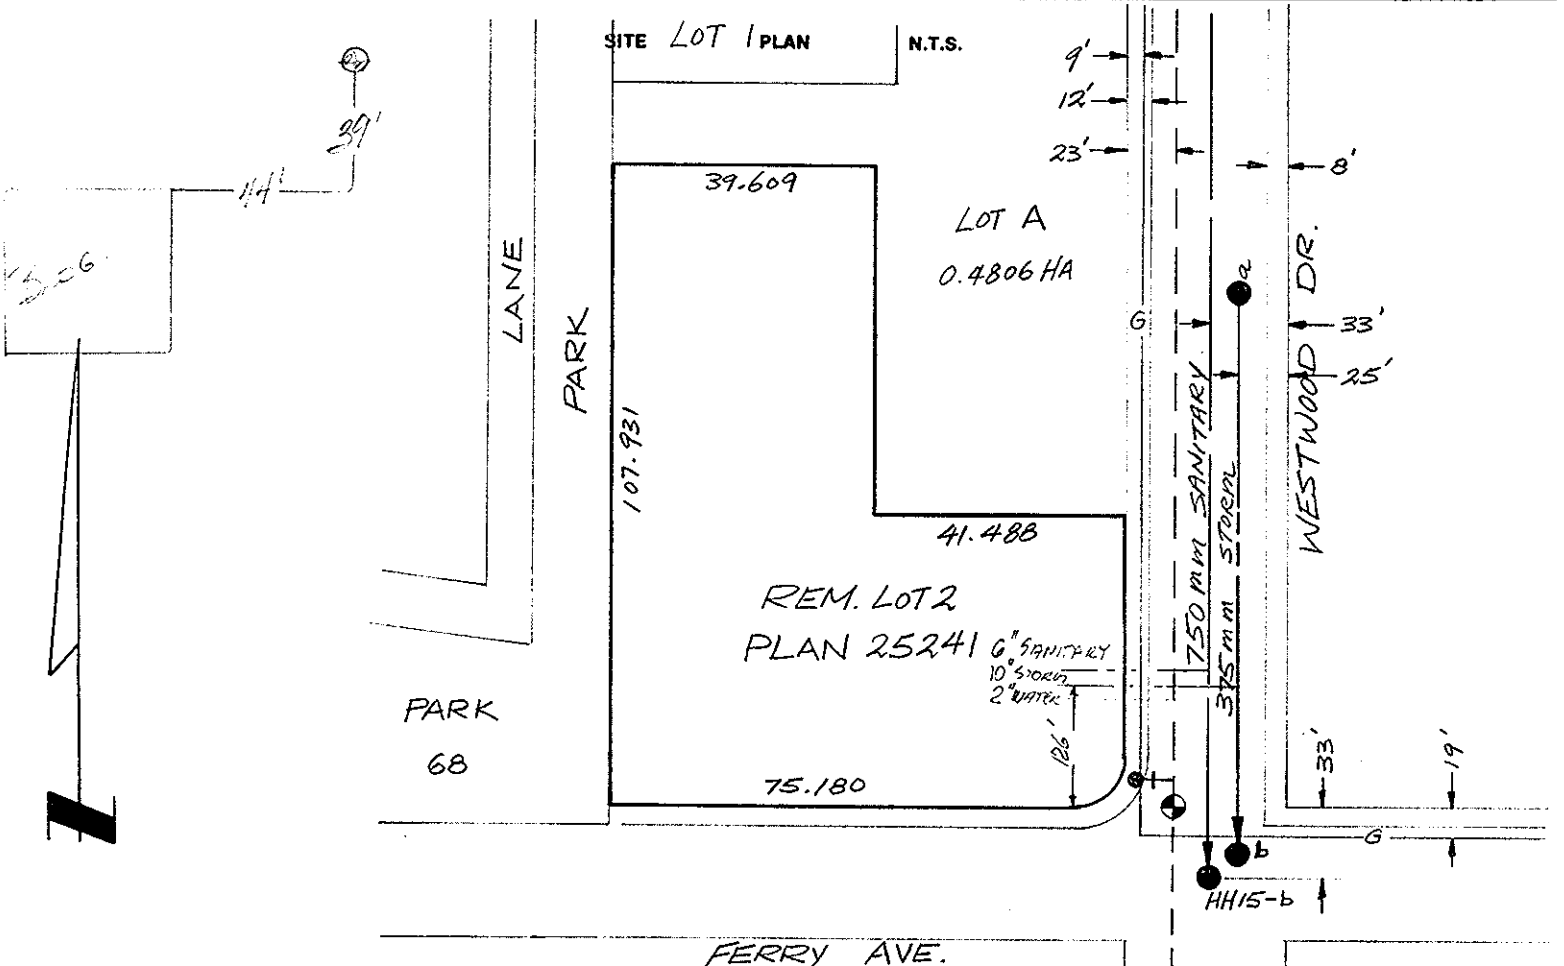 SITE LOT 1 PLAN N.T.S.
9'
12'
23'
8'
39'
44'
39.609
LOT A
0.4806 HA
LANE
PARK
107.931
a
WESTWOOD DR.
G
33'
25'
750 mm SANITARY
375 mm STORM
41.488
REM. LOT 2
PLAN 25241
6" SANITARY
10" STORM
2" WATER
126'
PARK
68
75.180
33'
19'
G
b
HH15-b
FERRY AVE.